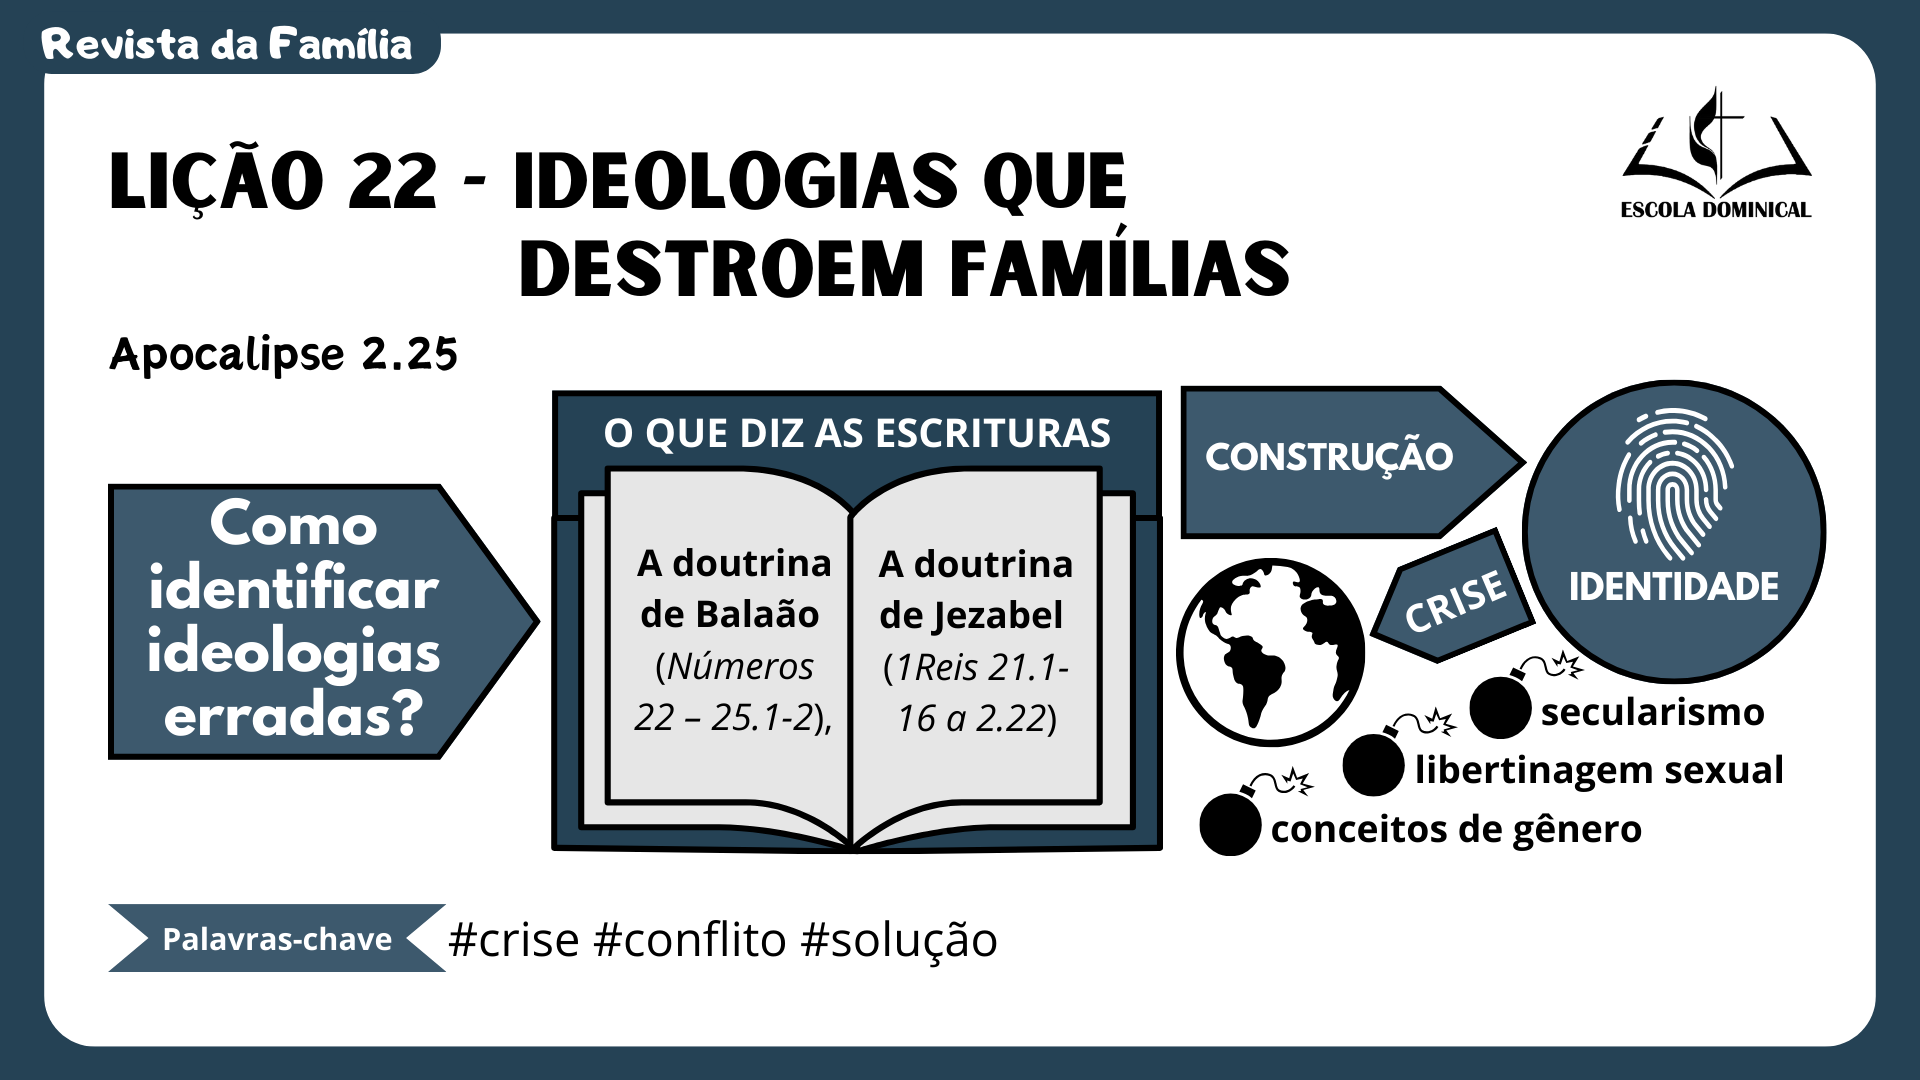 Revista da Família
LIÇÃO 22 - IDEOLOGIAS QUE
DESTROEM FAMÍLIAS
ESCOLA DOMINICAL
Apocalipse 2.25
Como
identificar
ideologias
erradas?
O QUE DIZ AS ESCRITURAS
A doutrina
de Balaão
(Números
22 – 25.1-2),
A doutrina
de Jezabel
(1Reis 21.1-
16 a 2.22)
CONSTRUÇÃO
IDENTIDADE
CRISE
secularismo
libertinagem sexual
conceitos de gênero
Palavras-chave
#crise #conflito #solução